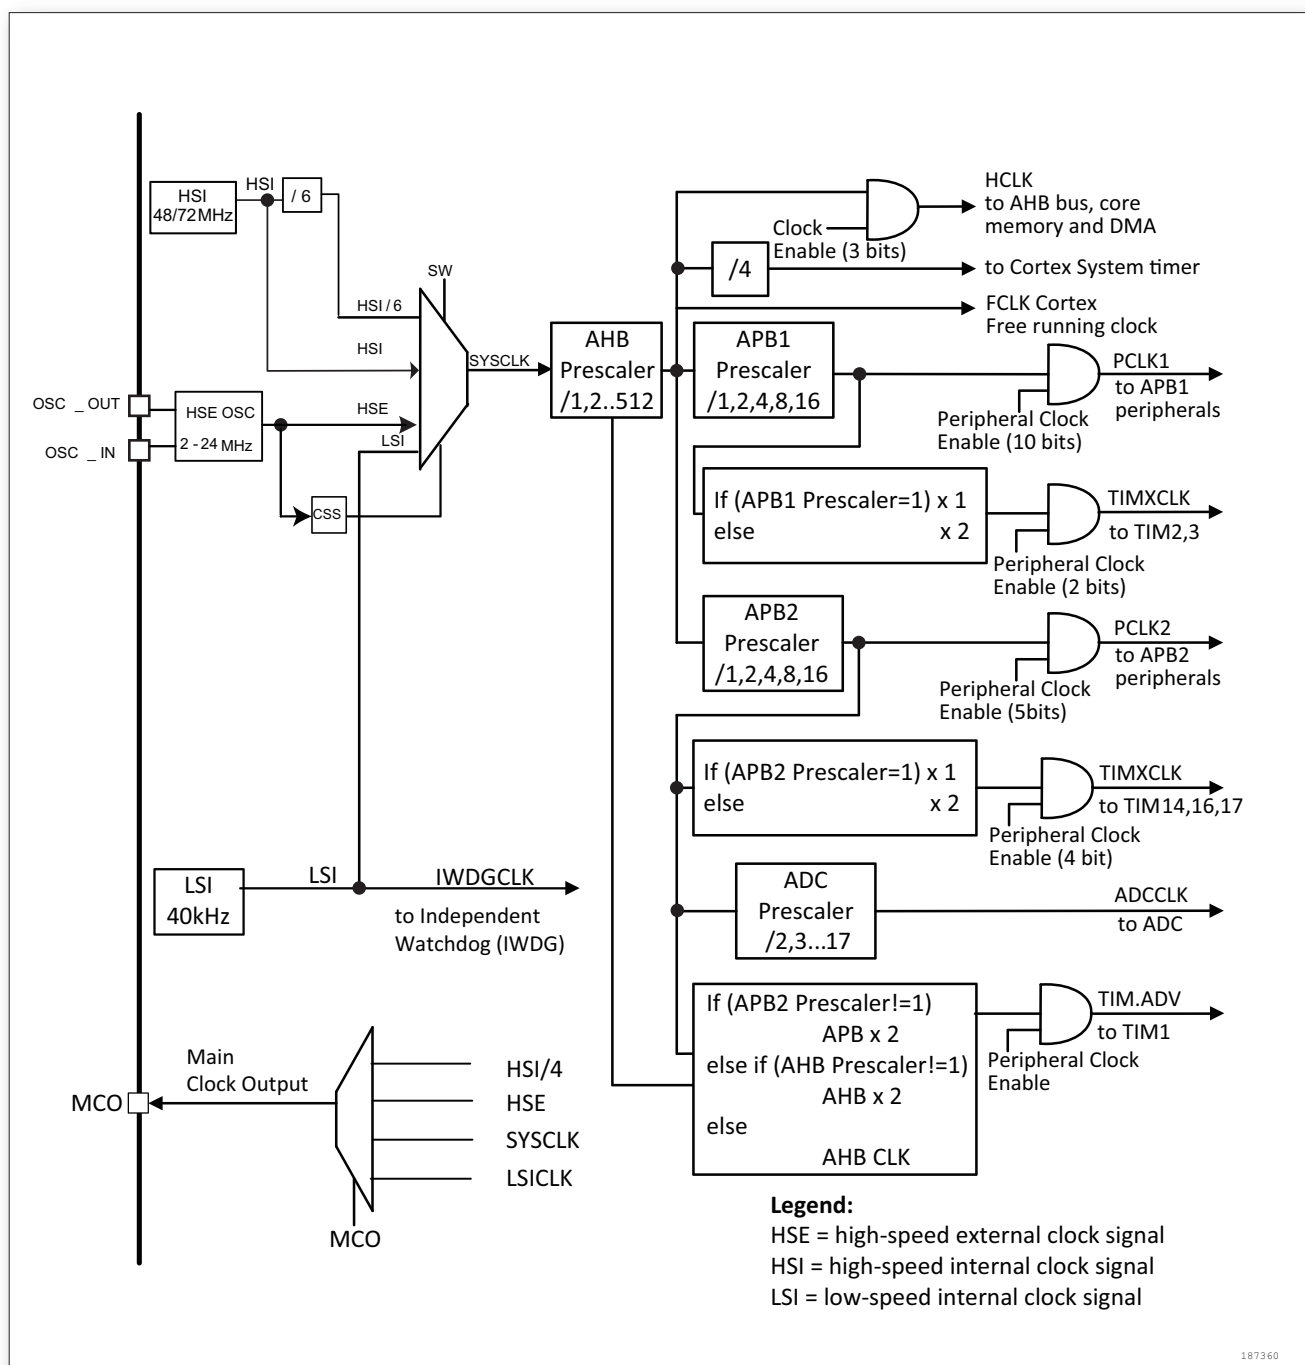 HSI
48/72MHz
HSI
/ 6
SW
HSI / 6
HSI
HSE
LSI
SYSCLK
OSC _ OUT
OSC _ IN
HSE OSC
2 - 24 MHz
CSS
AHB
Prescaler
/1,2..512
Clock
Enable (3 bits)
HCLK
to AHB bus, core
memory and DMA
/4
to Cortex System timer
FCLK Cortex
Free running clock
APB1
Prescaler
/1,2,4,8,16
Peripheral Clock
Enable (10 bits)
PCLK1
to APB1
peripherals
If (APB1 Prescaler=1) x 1
else x 2
Peripheral Clock
Enable (2 bits)
TIMXCLK
to TIM2,3
APB2
Prescaler
/1,2,4,8,16
Peripheral Clock
Enable (5bits)
PCLK2
to APB2
peripherals
If (APB2 Prescaler=1) x 1
else x 2
Peripheral Clock
Enable (4 bit)
TIMXCLK
to TIM14,16,17
LSI
40kHz
LSI
IWDGCLK
to Independent
Watchdog (IWDG)
ADC
Prescaler
/2,3...17
ADCCLK
to ADC
If (APB2 Prescaler!=1)
APB x 2
else if (AHB Prescaler!=1)
AHB x 2
else
AHB CLK
Peripheral Clock
Enable
TIM.ADV
to TIM1
Main
Clock Output
MCO
HSI/4
HSE
SYSCLK
LSICLK
MCO
Legend:
HSE = high-speed external clock signal
HSI = high-speed internal clock signal
LSI = low-speed internal clock signal
187360